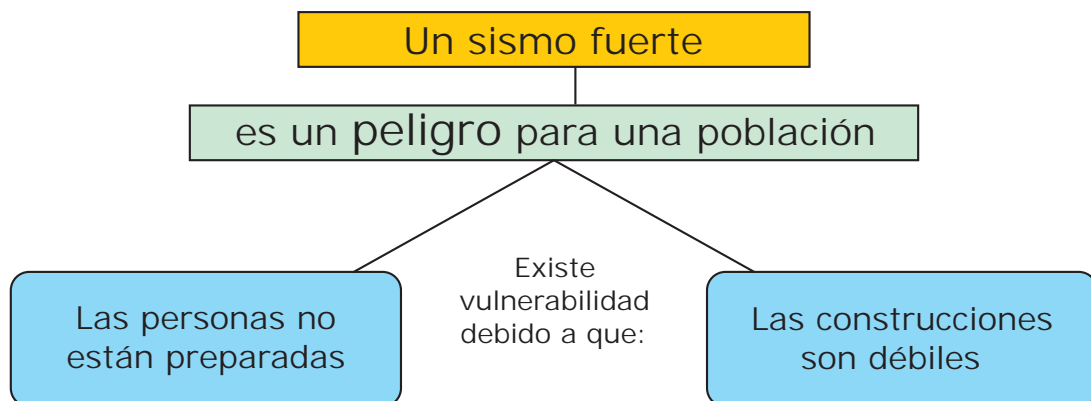 Un sismo fuerte
es un peligro para una población
Existe
vulnerabilidad
debido a que:
Las personas no
están preparadas
Las construcciones
son débiles